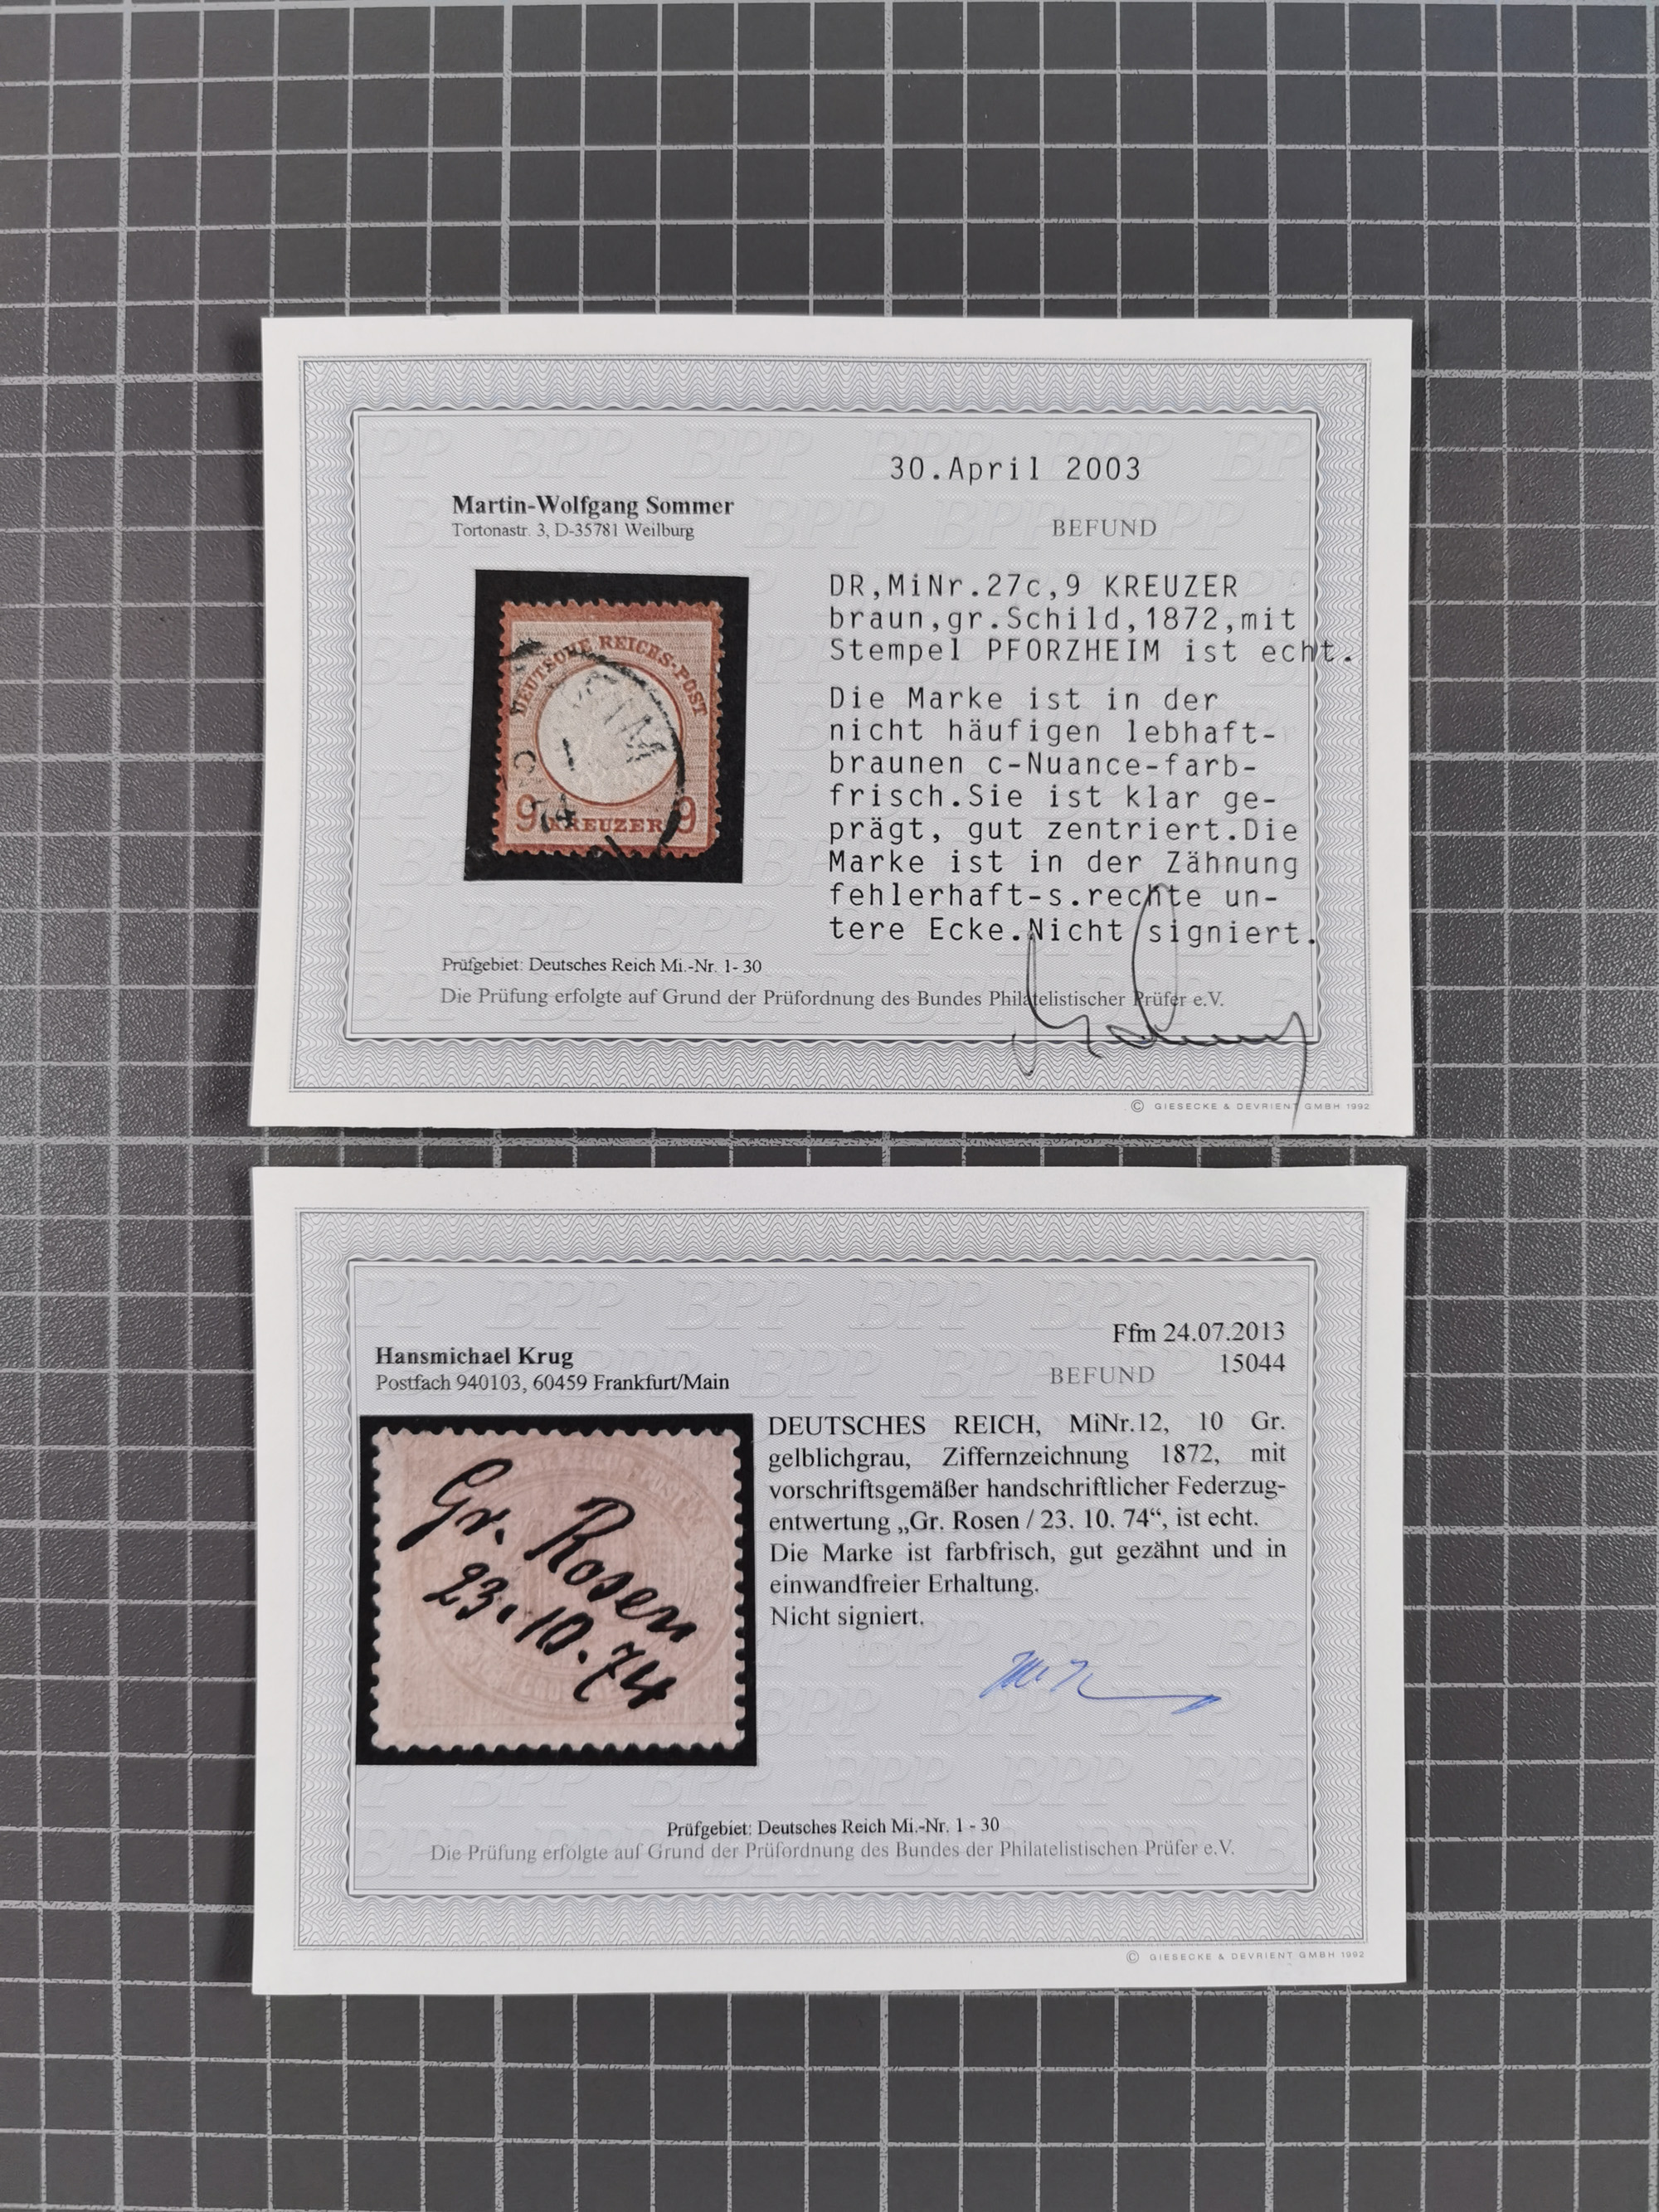 30.April 2003
Martin-Wolfgang Sommer
Tortonastr. 3, D-35781 Weilburg
BEFUND
DEUTSCHE REICHS-POST
74
9 KREUZER 9
DR,MiNr.27c,9 KREUZER
braun,gr.Schild,1872,mit
Stempel PFORZHEIM ist echt.
Die Marke ist in der
nicht häufigen lebhaft-
braunen c-Nuance-farb-
frisch.Sie ist klar ge-
prägt, gut zentriert.Die
Marke ist in der Zähnung
fehlerhaft-s.rechte un-
tere Ecke.Nicht signiert.
Prüfgebiet: Deutsches Reich Mi.-Nr. 1- 30
Die Prüfung erfolgte auf Grund der Prüfordnung des Bundes Philatelistischer Prüfer e.V.
© GIESECKE & DEVRIENT GMBH 1992
Ffm 24.07.2013
15044
Hansmichael Krug
Postfach 940103, 60459 Frankfurt/Main
BEFUND
Gr. Rosen
23.10.74
DEUTSCHES REICH, MiNr.12, 10 Gr.
gelblichgrau, Ziffernzeichnung 1872, mit
vorschriftsgemäßer handschriftlicher Federzug-
entwertung „Gr. Rosen / 23. 10. 74“, ist echt.
Die Marke ist farbfrisch, gut gezähnt und in
einwandfreier Erhaltung.
Nicht signiert.
Prüfgebiet: Deutsches Reich Mi.-Nr. 1 - 30
Die Prüfung erfolgte auf Grund der Prüfordnung des Bundes der Philatelistischen Prüfer e.V.
© GIESECKE & DEVRIENT GMBH 1992